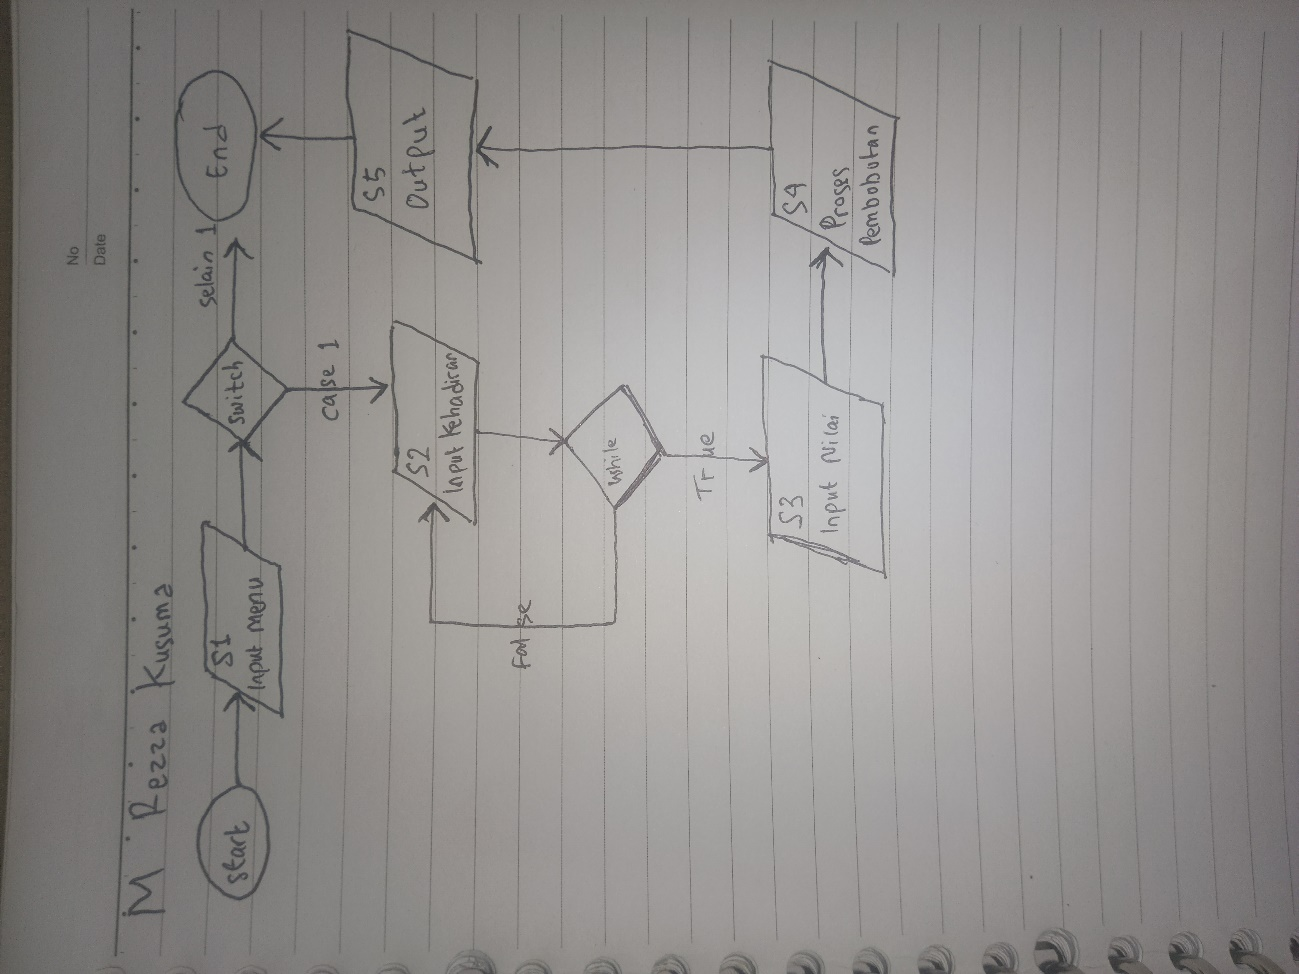 No
Date
M Rezza Kusuma
Start
S1
Input Menu
Switch
selain 1
End
case 1
S2
Input Kehadiran
S5
Output
False
While
True
S3
Input Nilai
S4
Proses
Pembobutan